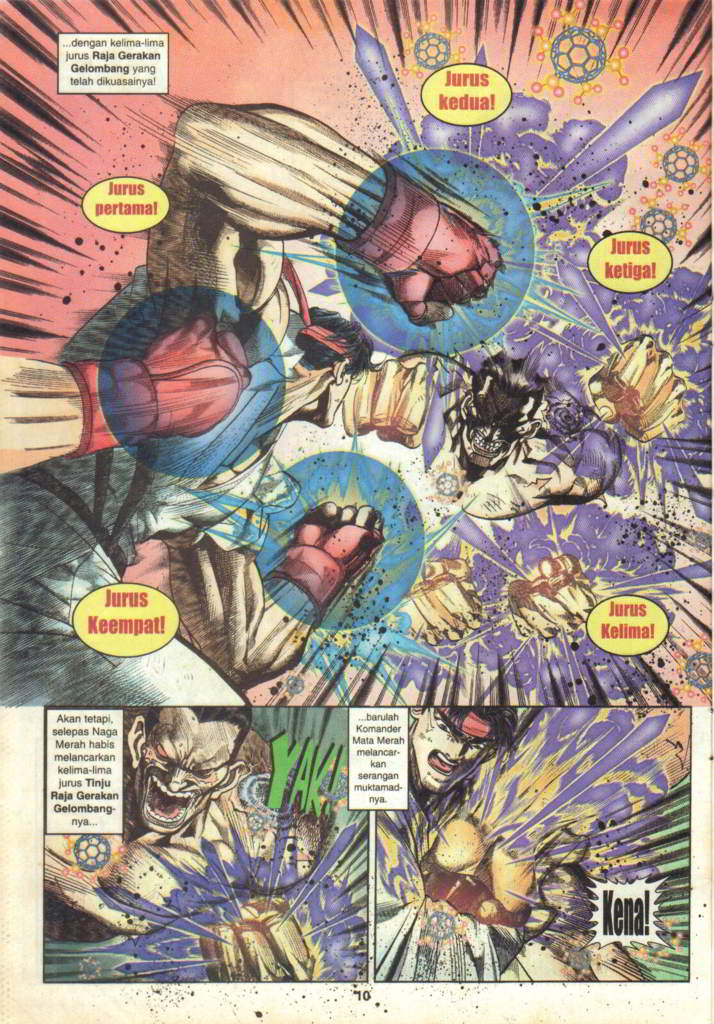 ...dengan kelima-lima
jurus Raja Gerakan
Gelombang yang
telah dikuasainya!
Jurus
kedua!
Jurus
pertama!
Jurus
ketiga!
Jurus
Keempat!
Jurus
Kelima!
Akan tetapi,
selepas Naga
Merah habis
melancarkan
kelima-lima
jurus Tinju
Raja Gerakan
Gelombang-
nya...
YAK!
...barulah
Komander
Mata Merah
melancar-
kan
serangan
muktamad-
nya.
Kena!
10